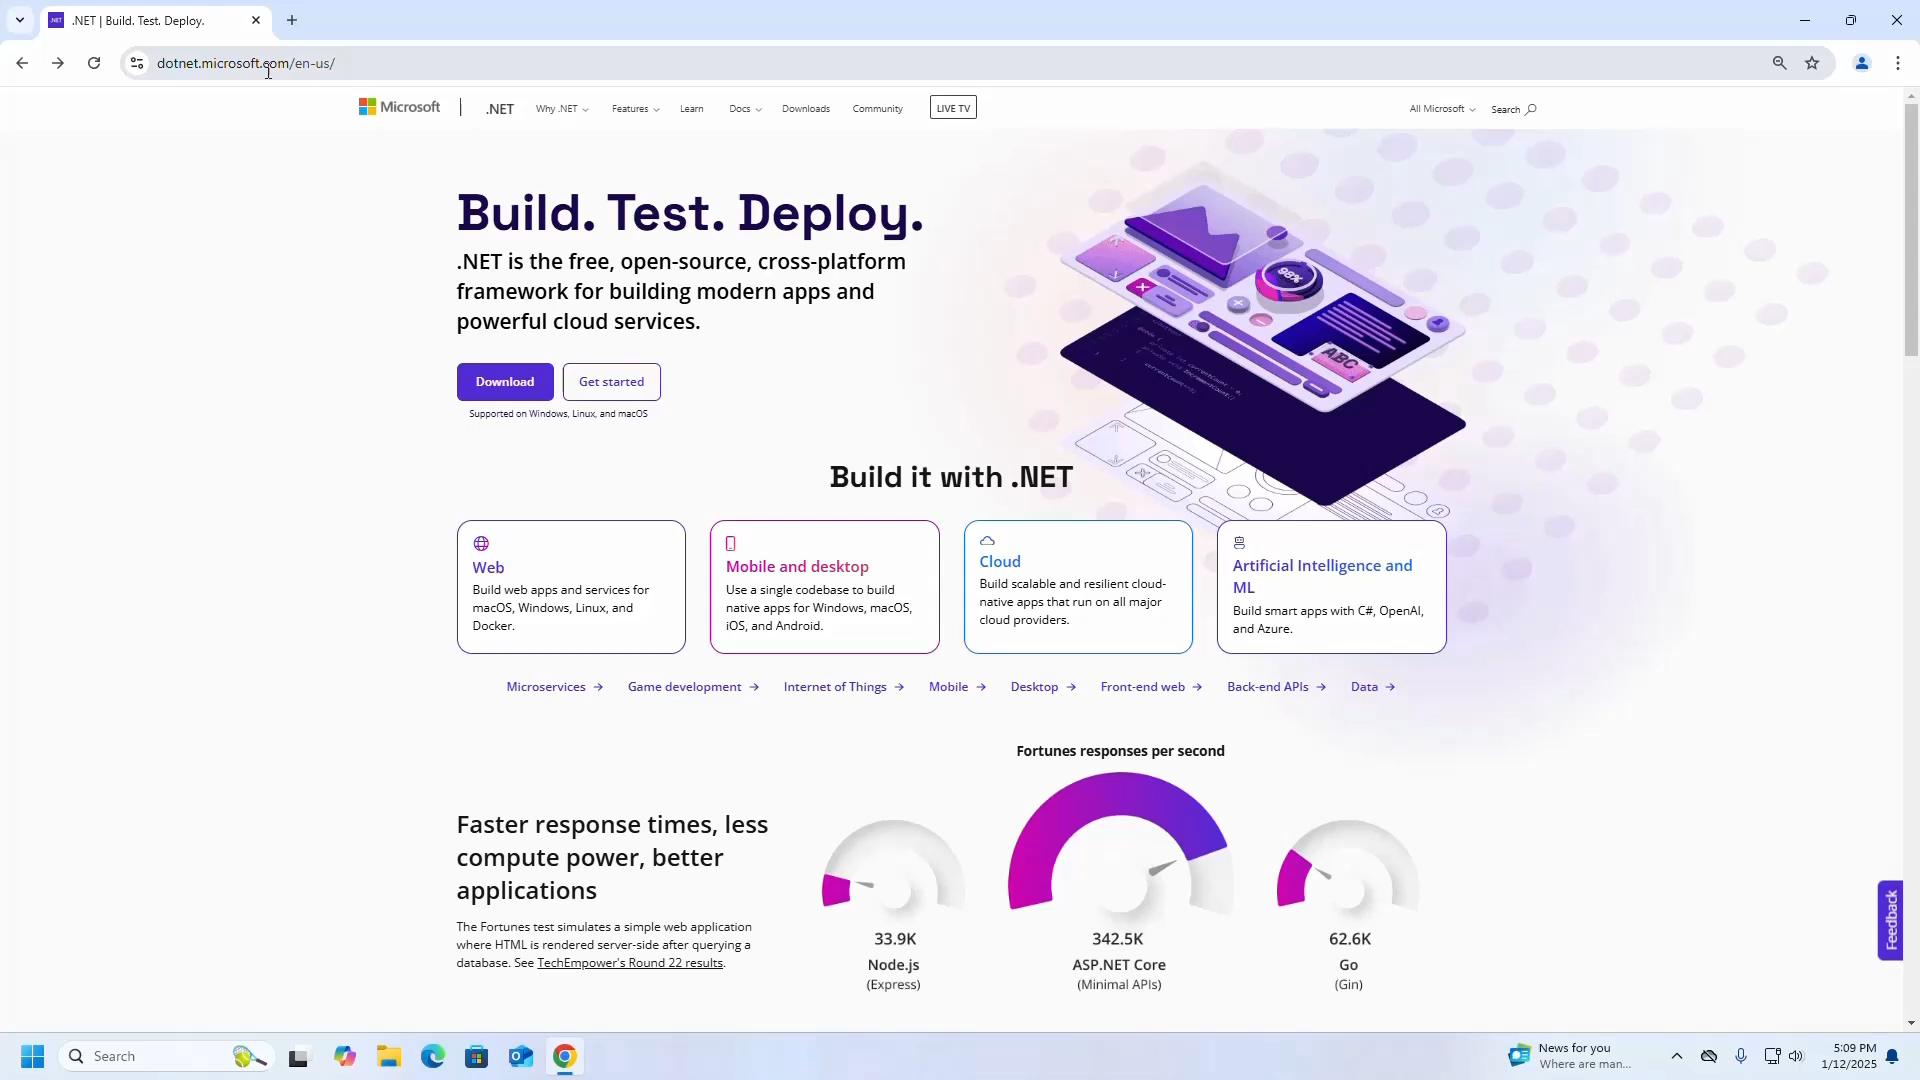 .NET | Build. Test. Deploy.
dotnet.microsoft.com/en-us/
Microsoft
.NET
Why .NET
Features
Learn
Docs
Downloads
Community
LIVE TV
All Microsoft
Search
Build. Test. Deploy.
.NET is the free, open-source, cross-platform
framework for building modern apps and
powerful cloud services.
Download
Get started
Supported on Windows, Linux, and macOS
98%
ABC
Build it with .NET
Web
Build web apps and services for
macOS, Windows, Linux, and
Docker.
Mobile and desktop
Use a single codebase to build
native apps for Windows, macOS,
iOS, and Android.
Cloud
Build scalable and resilient cloud-
native apps that run on all major
cloud providers.
Artificial Intelligence and
ML
Build smart apps with C#, OpenAI,
and Azure.
Microservices →
Game development →
Internet of Things →
Mobile →
Desktop →
Front-end web →
Back-end APIs →
Data →
Fortunes responses per second
Faster response times, less
compute power, better
applications
The Fortunes test simulates a simple web application
where HTML is rendered server-side after querying a
database. See TechEmpower's Round 22 results.
33.9K
Node.js
(Express)
342.5K
ASP.NET Core
(Minimal APIs)
62.6K
Go
(Gin)
Feedback
Search
News for you
Where are man...
5:09 PM
1/12/2025